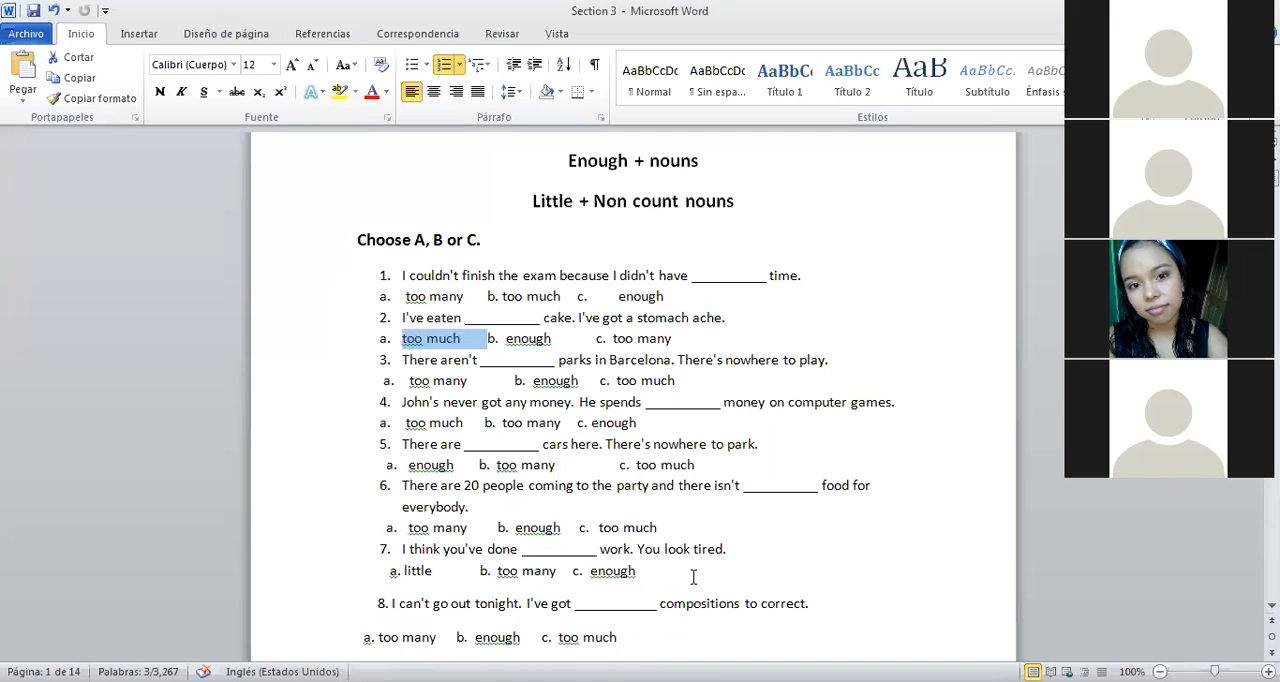 Section 3 - Microsoft Word
Archivo Inicio Insertar Diseño de página Referencias Correspondencia Revisar Vista
Cortar
Copiar
Copiar formato
Pegar
Portapapeles
Calibri (Cuerpo) 12
N K S abc x₂ x² A ab A
Fuente
Párrafo
AaBbCcDc AaBbCcDc AaBbC AaBbCc AaB AaBbCc. AaBbCc
¶ Normal ¶ Sin espa... Título 1 Título 2 Título Subtítulo Énfasis
Estilos
Enough + nouns
Little + Non count nouns
Choose A, B or C.
1. I couldn't finish the exam because I didn't have __________ time.
a. too many b. too much c. enough
2. I've eaten __________ cake. I've got a stomach ache.
a. too much b. enough c. too many
3. There aren't __________ parks in Barcelona. There's nowhere to play.
a. too many b. enough c. too much
4. John's never got any money. He spends __________ money on computer games.
a. too much b. too many c. enough
5. There are __________ cars here. There's nowhere to park.
a. enough b. too many c. too much
6. There are 20 people coming to the party and there isn't __________ food for
everybody.
a. too many b. enough c. too much
7. I think you've done __________ work. You look tired.
a. little b. too many c. enough
8. I can't go out tonight. I've got ___________ compositions to correct.
a. too many b. enough c. too much
Página: 1 de 14 Palabras: 3/3,267 Inglés (Estados Unidos) 100%